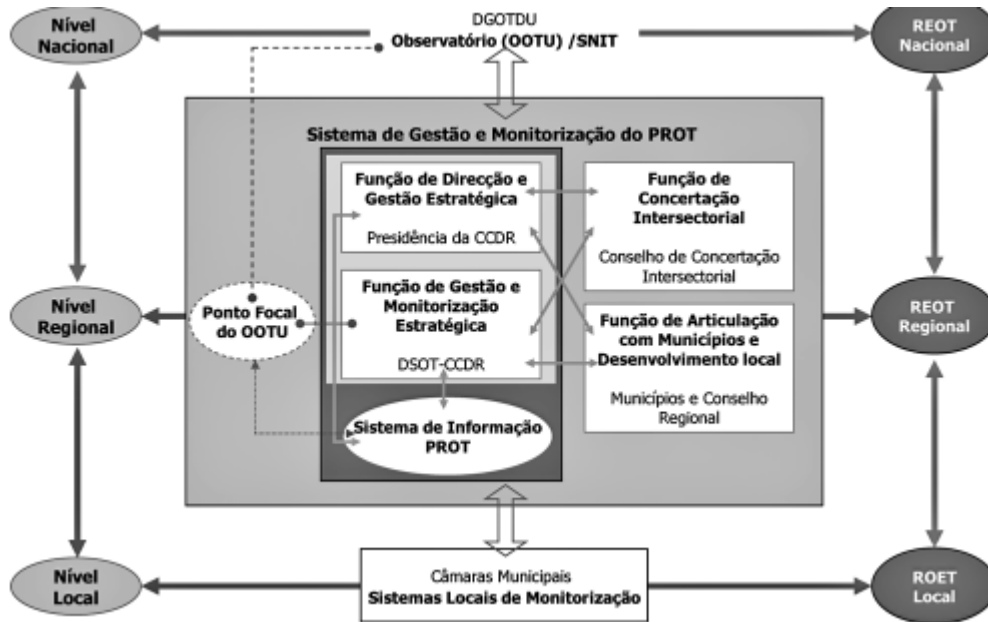 Nível
Nacional
DGOTDU
Observatório (OOTU) /SNIT
REOT
Nacional
Sistema de Gestão e Monitorização do PROT
Função de Direcção e
Gestão Estratégica
Presidência da CCDR
Função de
Concertação
Intersectorial
Conselho de Concertação
Intersectorial
Nível
Regional
Ponto Focal
do OOTU
Função de Gestão e
Monitorização
Estratégica
DSOT-CCDR
Função de Articulação
com Municípios e
Desenvolvimento local
Municípios e Conselho
Regional
REOT
Regional
Sistema de Informação
PROT
Nível
Local
Câmaras Municipais
Sistemas Locais de Monitorização
ROET
Local